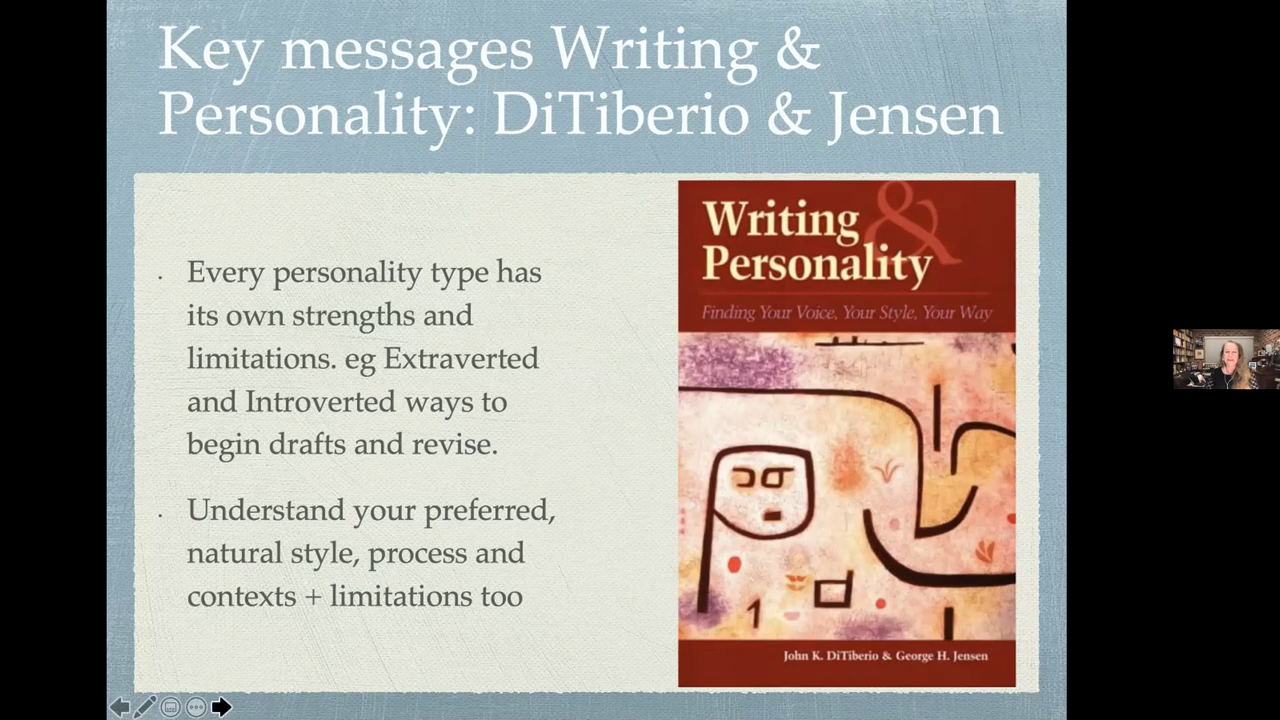 Key messages Writing &
Personality: DiTiberio & Jensen
· Every personality type has
its own strengths and
limitations. eg Extraverted
and Introverted ways to
begin drafts and revise.
· Understand your preferred,
natural style, process and
contexts + limitations too
Writing &
Personality
Finding Your Voice, Your Style, Your Way
John K. DiTiberio & George H. Jensen